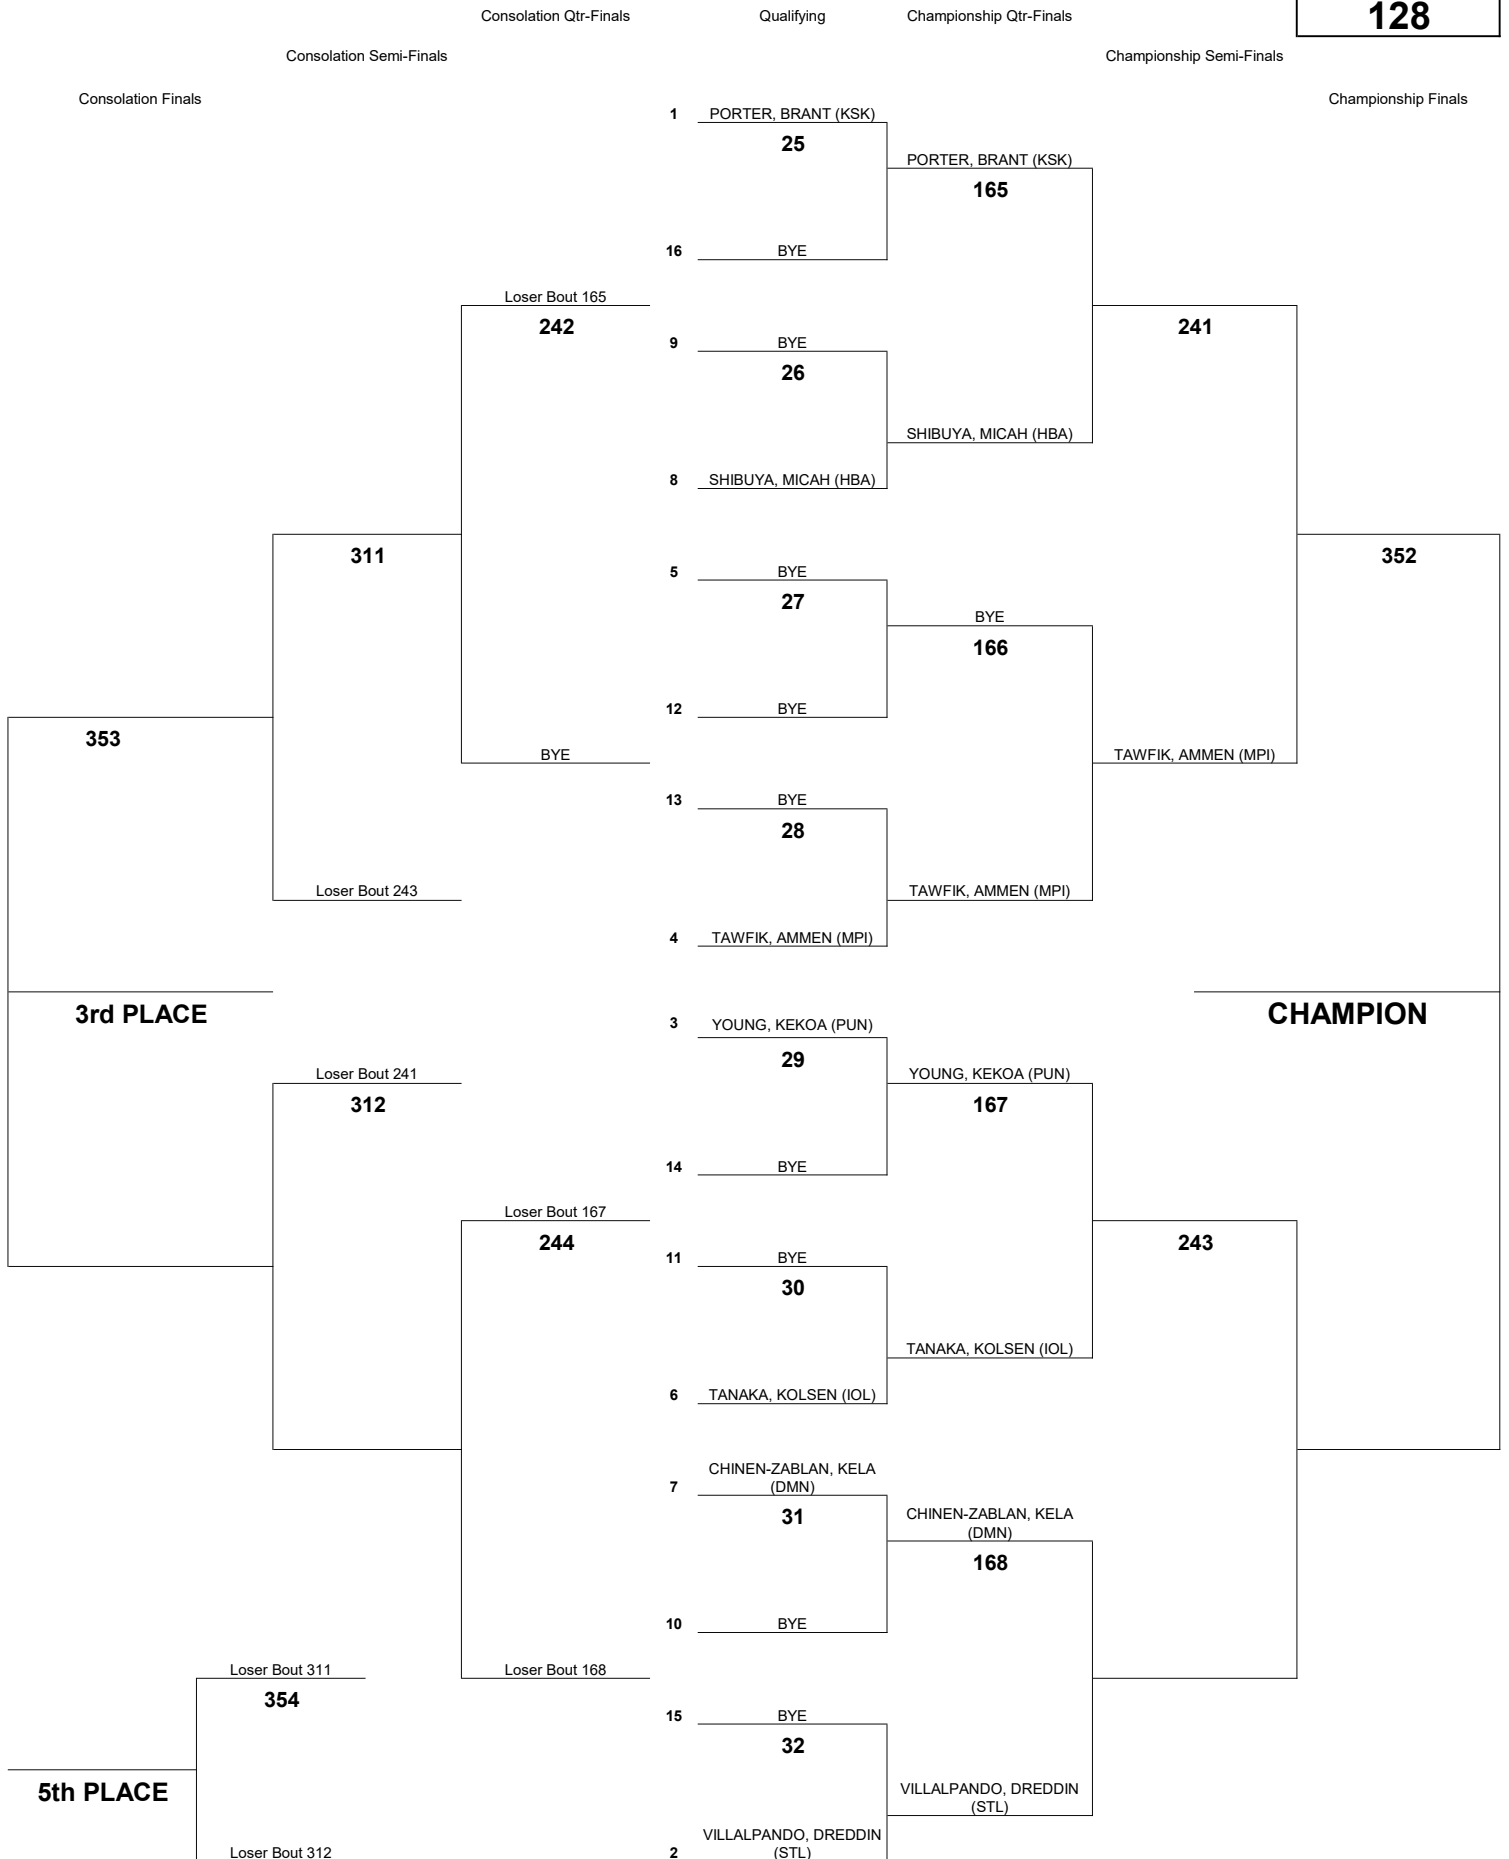 Consolation Qtr-Finals
Qualifying
Championship Qtr-Finals
128
Consolation Semi-Finals
Championship Semi-Finals
Consolation Finals
Championship Finals
1 PORTER, BRANT (KSK)
25
PORTER, BRANT (KSK)
165
16 BYE
Loser Bout 165
242
241
9 BYE
26
SHIBUYA, MICAH (HBA)
8 SHIBUYA, MICAH (HBA)
311
352
5 BYE
27
BYE
166
12 BYE
353
BYE
TAWFIK, AMMEN (MPI)
13 BYE
28
Loser Bout 243
TAWFIK, AMMEN (MPI)
4 TAWFIK, AMMEN (MPI)
3rd PLACE
CHAMPION
3 YOUNG, KEKOA (PUN)
29
Loser Bout 241
YOUNG, KEKOA (PUN)
312
167
14 BYE
Loser Bout 167
244
243
11 BYE
30
TANAKA, KOLSEN (IOL)
6 TANAKA, KOLSEN (IOL)
7 CHINEN-ZABLAN, KELA
(DMN)
31
CHINEN-ZABLAN, KELA
(DMN)
168
10 BYE
Loser Bout 311
Loser Bout 168
354
15 BYE
32
5th PLACE
VILLALPANDO, DREDDIN
(STL)
2 VILLALPANDO, DREDDIN
(STL)
Loser Bout 312